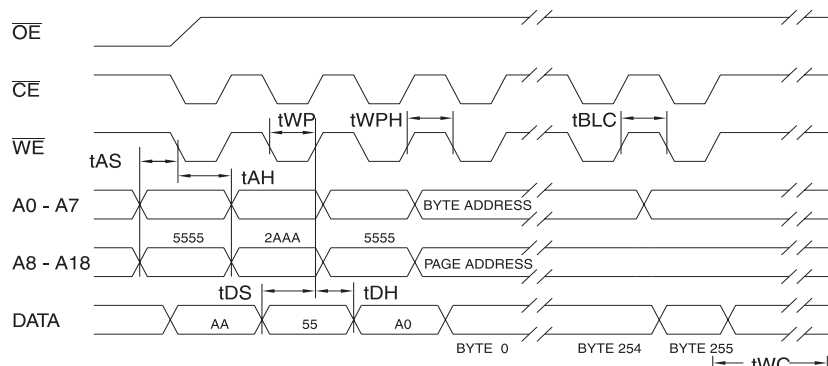 OE
CE
tWP tWPH tBLC
WE
tAS
tAH
A0 - A7 BYTE ADDRESS
5555 2AAA 5555
A8 - A18 PAGE ADDRESS
tDS tDH
DATA AA 55 A0
BYTE 0 BYTE 254 BYTE 255
tWC